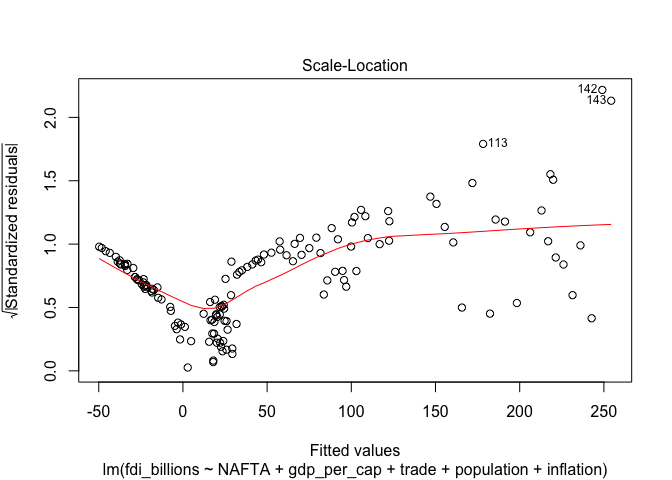 Scale-Location
142
143
113
√|Standardized residuals|
2.0
1.5
1.0
0.5
0.0
-50 0 50 100 150 200 250
Fitted values
lm(fdi_billions ~ NAFTA + gdp_per_cap + trade + population + inflation)